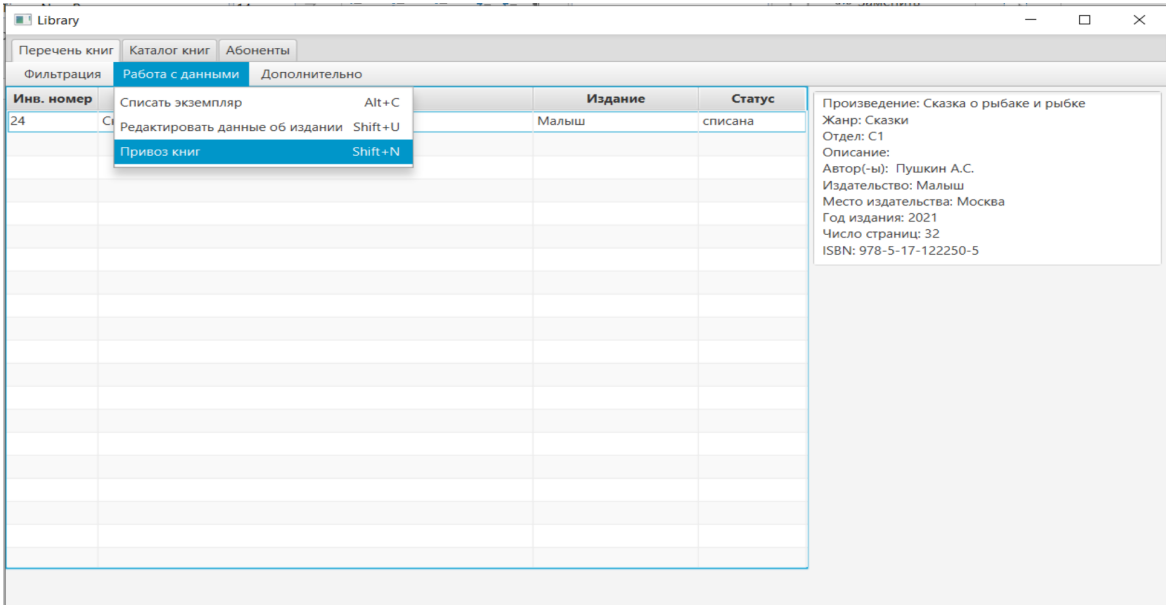 Library
Перечень книг Каталог книг Абоненты
Фильтрация Работа с данными Дополнительно
Инв. номер Издание Статус
24 Малыш списана
Списать экземпляр Alt+C
Редактировать данные об издании Shift+U
Привоз книг Shift+N
Произведение: Сказка о рыбаке и рыбке
Жанр: Сказки
Отдел: С1
Описание:
Автор(-ы): Пушкин А.С.
Издательство: Малыш
Место издательства: Москва
Год издания: 2021
Число страниц: 32
ISBN: 978-5-17-122250-5